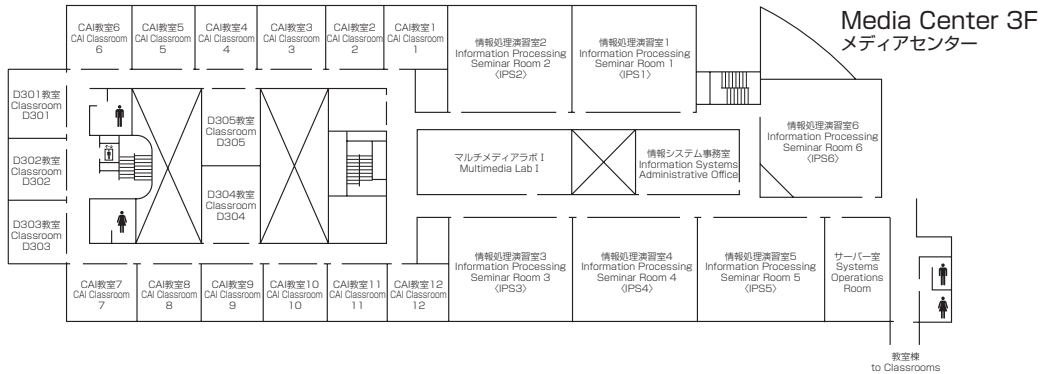 Media Center 3F
メディアセンター
CAI教室6
CAI Classroom
6
CAI教室5
CAI Classroom
5
CAI教室4
CAI Classroom
4
CAI教室3
CAI Classroom
3
CAI教室2
CAI Classroom
2
CAI教室1
CAI Classroom
1
情報処理演習室2
Information Processing
Seminar Room 2
〈IPS2〉
情報処理演習室1
Information Processing
Seminar Room 1
〈IPS1〉
D301教室
Classroom
D301
D305教室
Classroom
D305
情報処理演習室6
Information Processing
Seminar Room 6
〈IPS6〉
D302教室
Classroom
D302
マルチメディアラボ I
Multimedia Lab I
情報システム事務室
Information Systems
Administrative Office
D304教室
Classroom
D304
D303教室
Classroom
D303
情報処理演習室3
Information Processing
Seminar Room 3
〈IPS3〉
情報処理演習室4
Information Processing
Seminar Room 4
〈IPS4〉
情報処理演習室5
Information Processing
Seminar Room 5
〈IPS5〉
サーバー室
Systems
Operations
Room
CAI教室7
CAI Classroom
7
CAI教室8
CAI Classroom
8
CAI教室9
CAI Classroom
9
CAI教室10
CAI Classroom
10
CAI教室11
CAI Classroom
11
CAI教室12
CAI Classroom
12
教室棟
to Classrooms